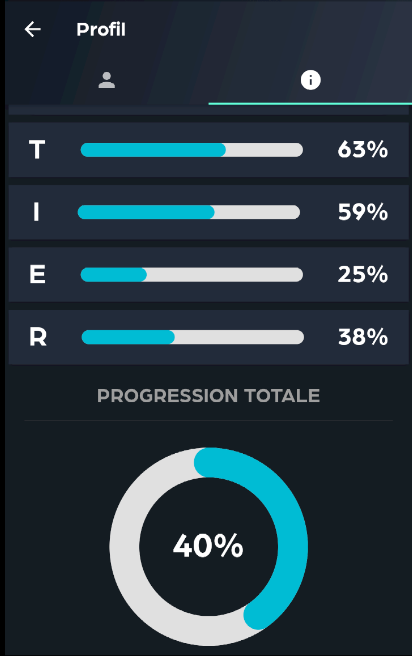 Profil
T 63%
I 59%
E 25%
R 38%
PROGRESSION TOTALE
40%